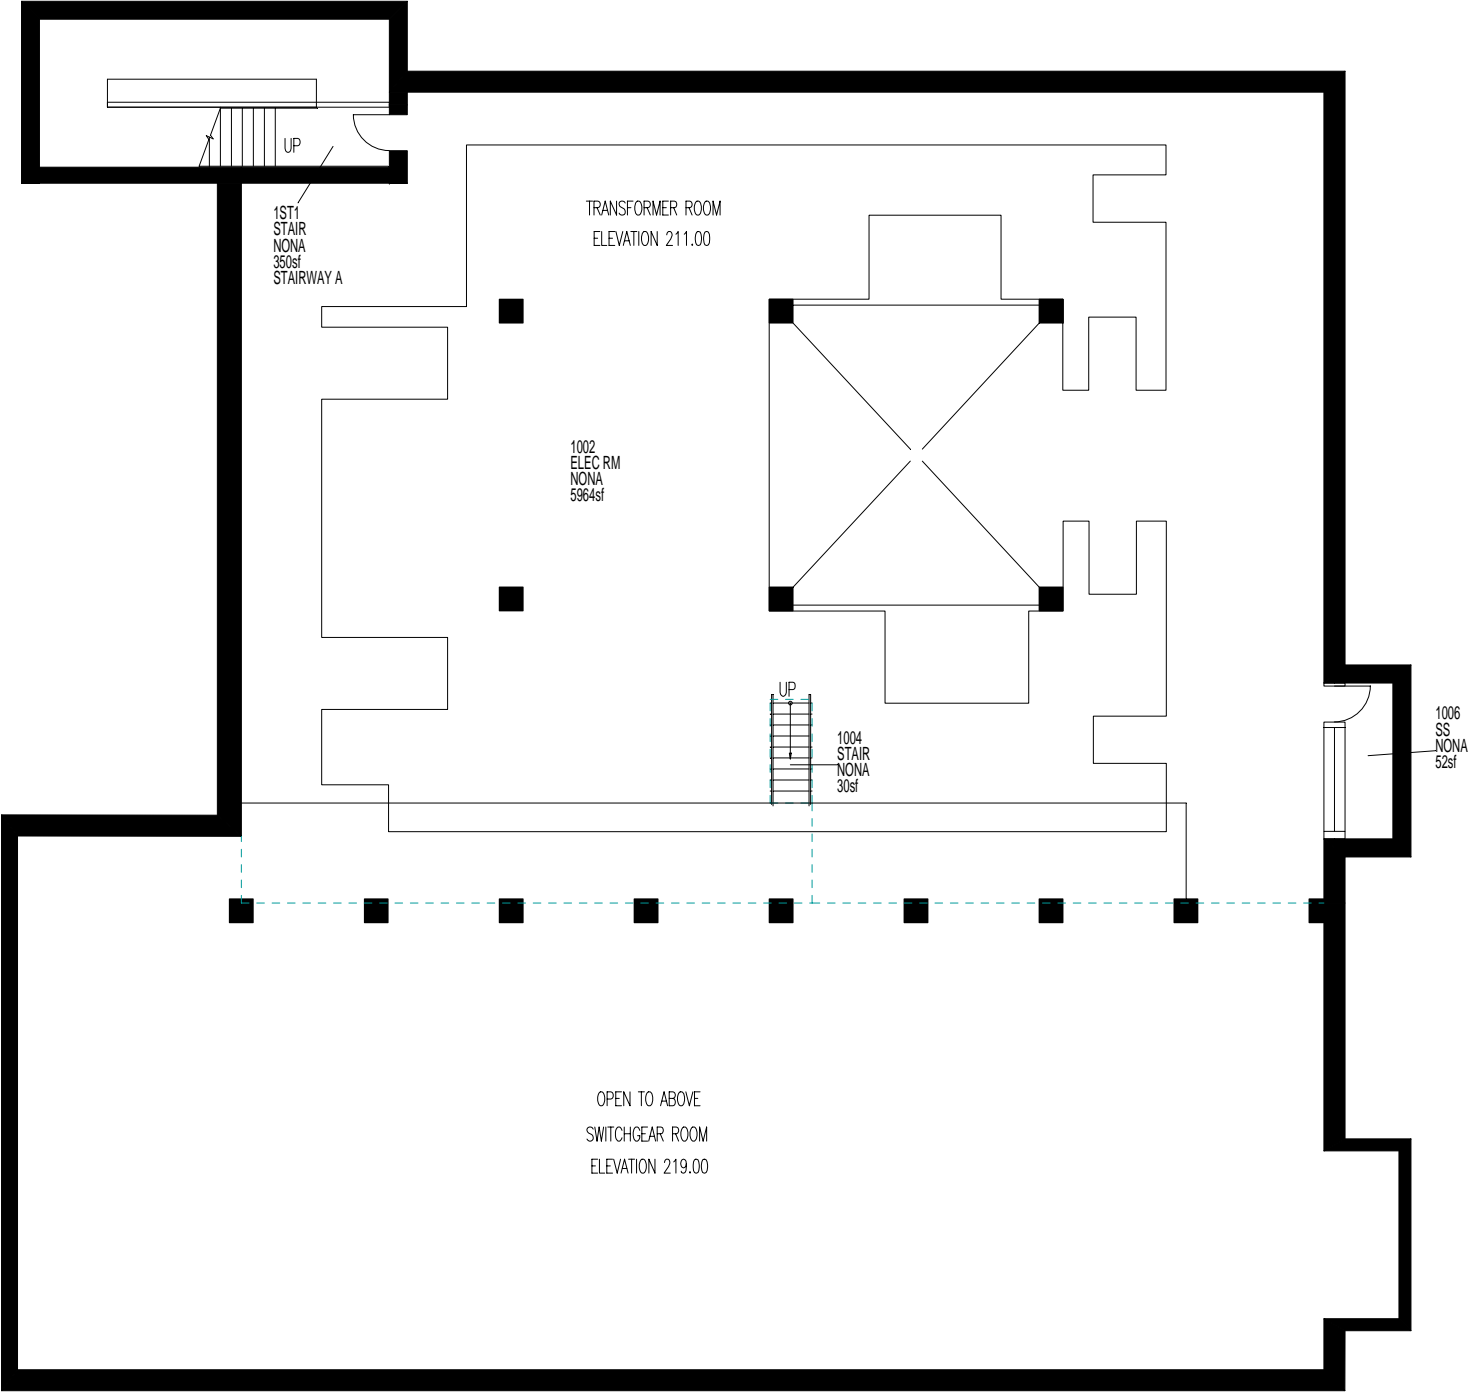 UP
1ST1
STAIR
NONA
350sf
STAIRWAY A
TRANSFORMER ROOM
ELEVATION 211.00
1002
ELEC RM
NONA
5964sf
UP
1004
STAIR
NONA
30sf
1006
SS
NONA
52sf
OPEN TO ABOVE
SWITCHGEAR ROOM
ELEVATION 219.00